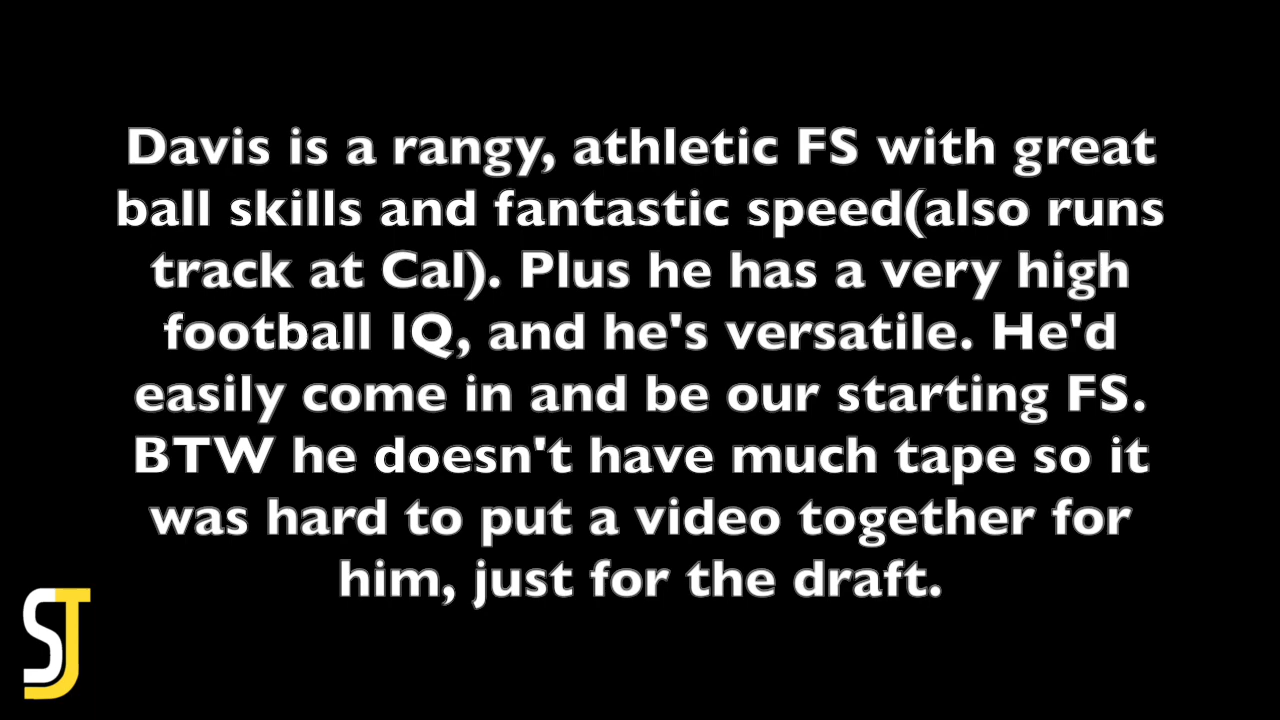 Davis is a rangy, athletic FS with great
ball skills and fantastic speed(also runs
track at Cal). Plus he has a very high
football IQ, and he's versatile. He'd
easily come in and be our starting FS.
BTW he doesn't have much tape so it
was hard to put a video together for
him, just for the draft.
SJ